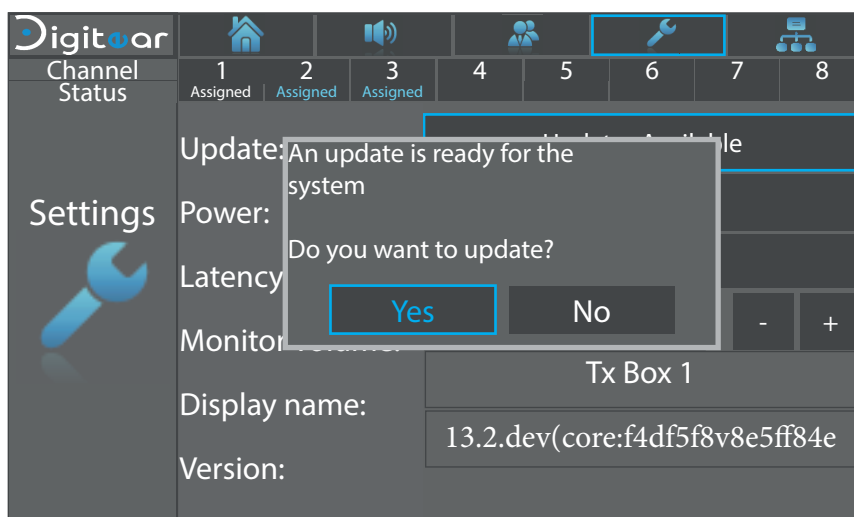 Digitear
Channel 1 2 3 4 5 6 7 8
Status Assigned Assigned Assigned
Update:
An update is ready for the
system
Settings
Power:
Do you want to update?
Latency
Yes No
- +
Monitor
Tx Box 1
Display name:
13.2.dev(core:f4df5f8v8e5ff84e
Version: